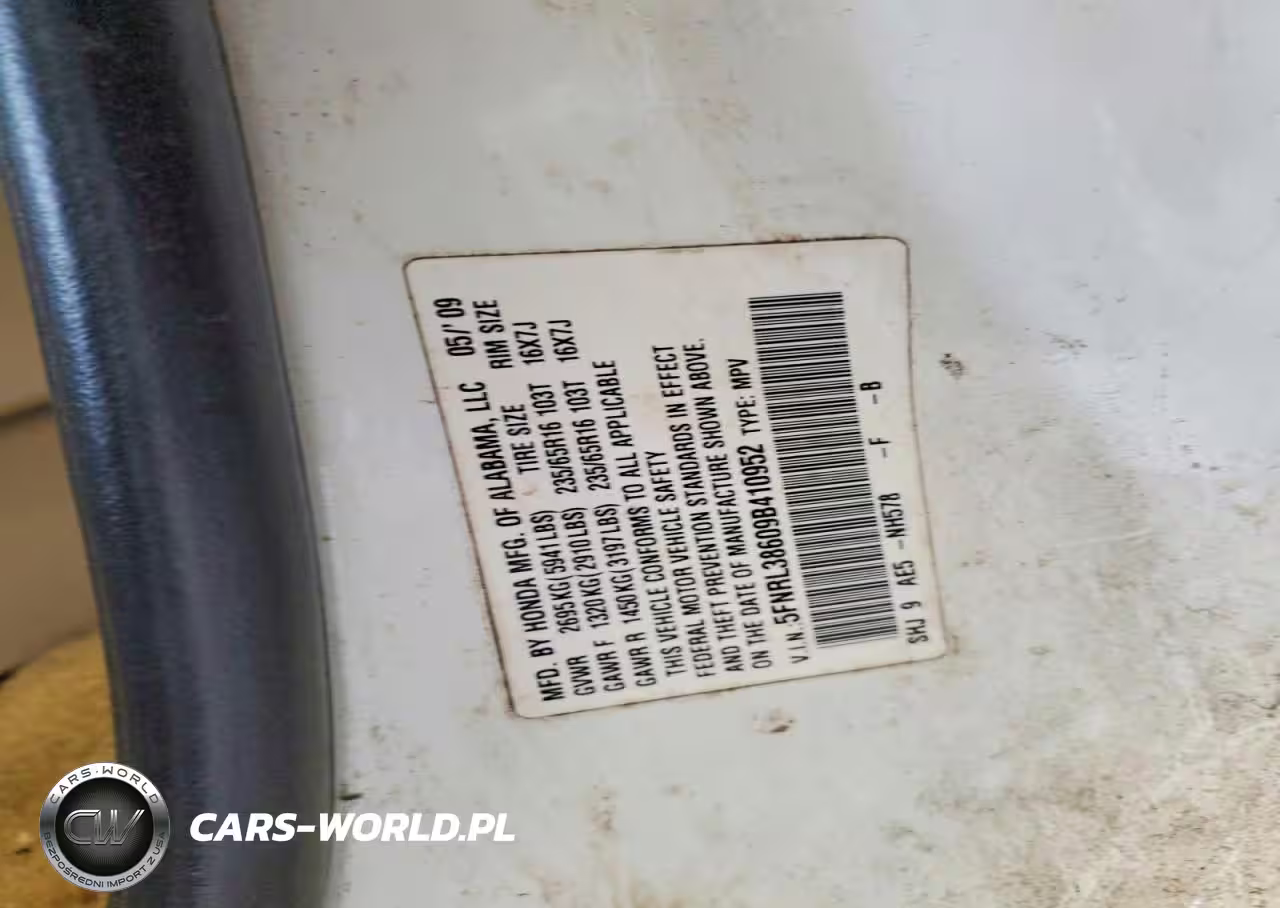 MFD. BY HONDA MFG. OF ALABAMA, LLC 05/'09
GVWR 2695KG(5941LBS) TIRE SIZE RIM SIZE
GAWR F 1320KG(2910LBS) 235/65R16 103T 16X7J
GAWR R 1450KG(3197LBS) 235/65R16 103T 16X7J
THIS VEHICLE CONFORMS TO ALL APPLICABLE
FEDERAL MOTOR VEHICLE SAFETY
AND THEFT PREVENTION STANDARDS IN EFFECT
ON THE DATE OF MANUFACTURE SHOWN ABOVE.
V.I.N.:5FNRL38609B410952 TYPE: MPV
SHJ 9 AE5 -NH578 -F -B
CARS-WORLD
CW
BEZPOŚREDNI IMPORT Z USA
CARS-WORLD.PL